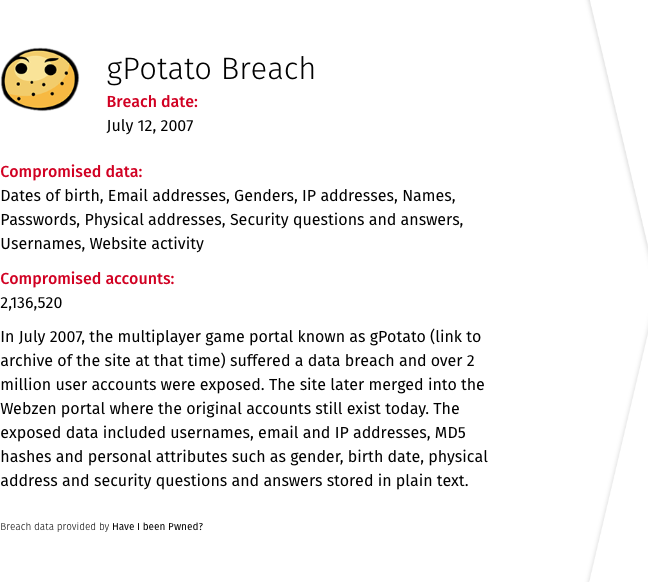 gPotato Breach
Breach date:
July 12, 2007
Compromised data:
Dates of birth, Email addresses, Genders, IP addresses, Names,
Passwords, Physical addresses, Security questions and answers,
Usernames, Website activity
Compromised accounts:
2,136,520
In July 2007, the multiplayer game portal known as gPotato (link to
archive of the site at that time) suffered a data breach and over 2
million user accounts were exposed. The site later merged into the
Webzen portal where the original accounts still exist today. The
exposed data included usernames, email and IP addresses, MD5
hashes and personal attributes such as gender, birth date, physical
address and security questions and answers stored in plain text.
Breach data provided by Have I been Pwned?